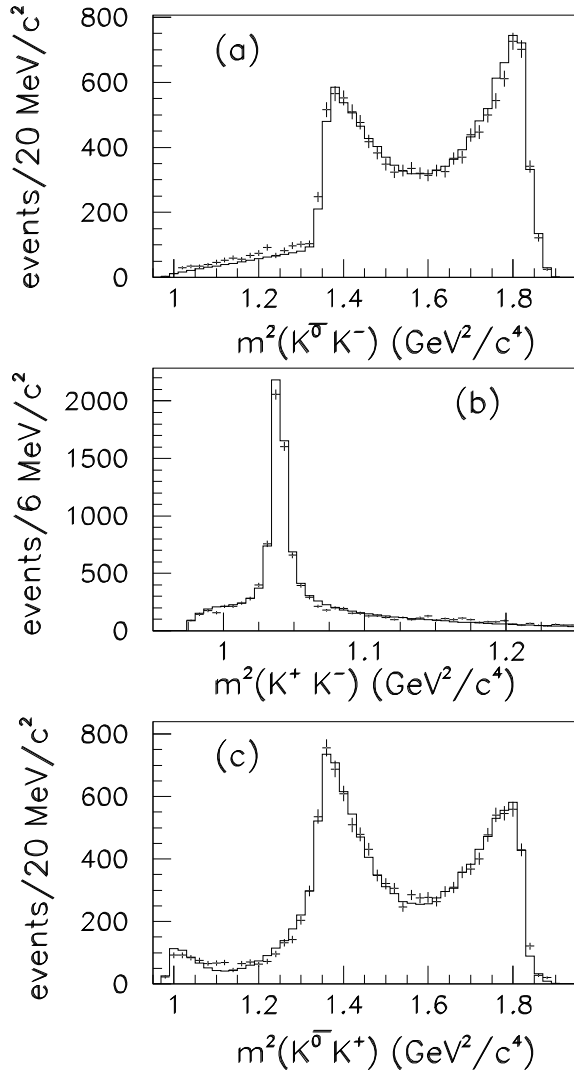 800
600
400
200
0
events/20 MeV/c²
(a)
1 1.2 1.4 1.6 1.8
m²(K̅⁰ K⁻) (GeV²/c⁴)
2000
1500
1000
500
0
events/6 MeV/c²
(b)
1 1.1 1.2
m²(K⁺ K⁻) (GeV²/c⁴)
800
600
400
200
0
events/20 MeV/c²
(c)
1 1.2 1.4 1.6 1.8
m²(K̅⁰ K⁺) (GeV²/c⁴)